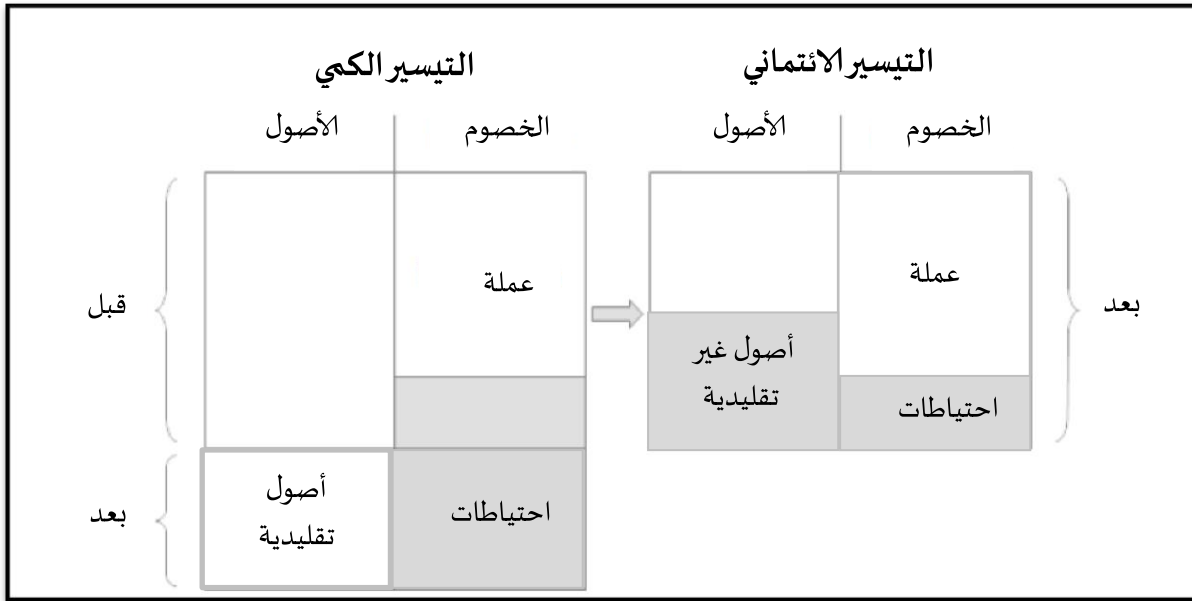 التيسير الكمي
التيسير الائتماني
الأصول
الخصوم
الأصول
الخصوم
عملة
عملة
قبل
بعد
أصول غير
تقليدية
احتياطات
أصول
تقليدية
احتياطات
بعد